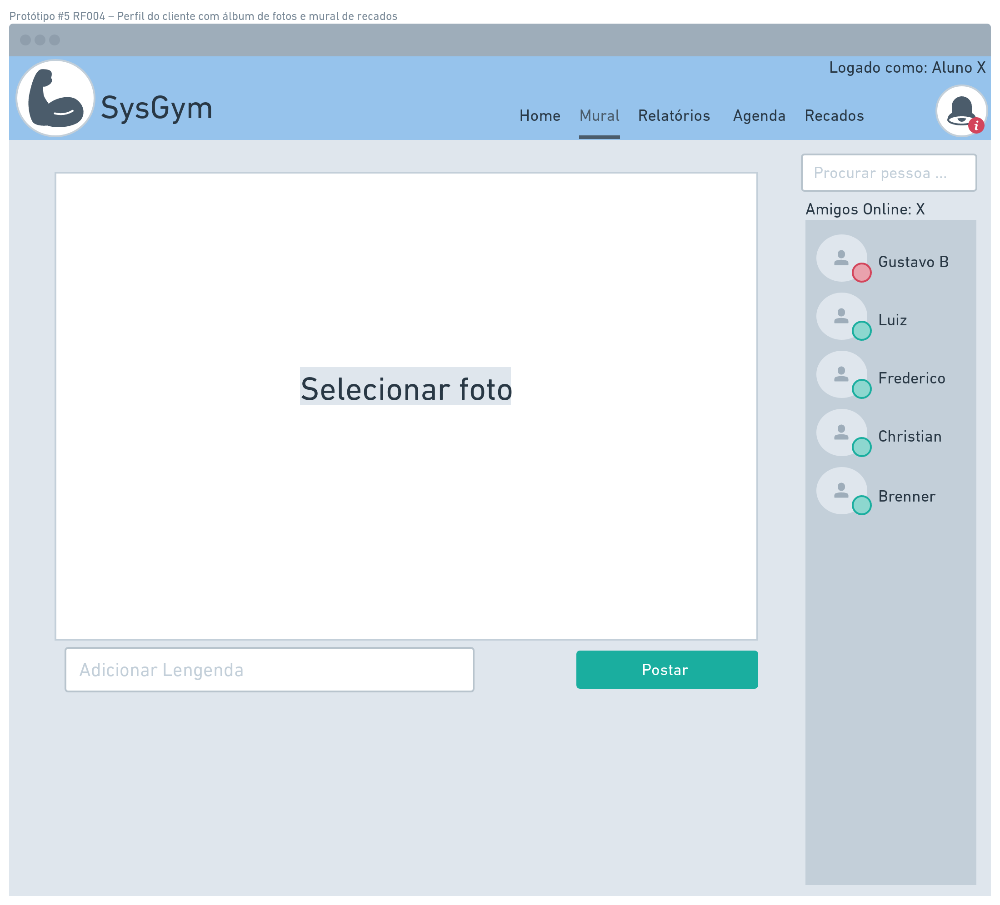 Protótipo #5 RF004 – Perfil do cliente com álbum de fotos e mural de recados
Logado como: Aluno X
SysGym
Home Mural Relatórios Agenda Recados
i
Procurar pessoa ...
Amigos Online: X
Gustavo B
Luiz
Frederico
Christian
Brenner
Selecionar foto
Adicionar Lengenda
Postar